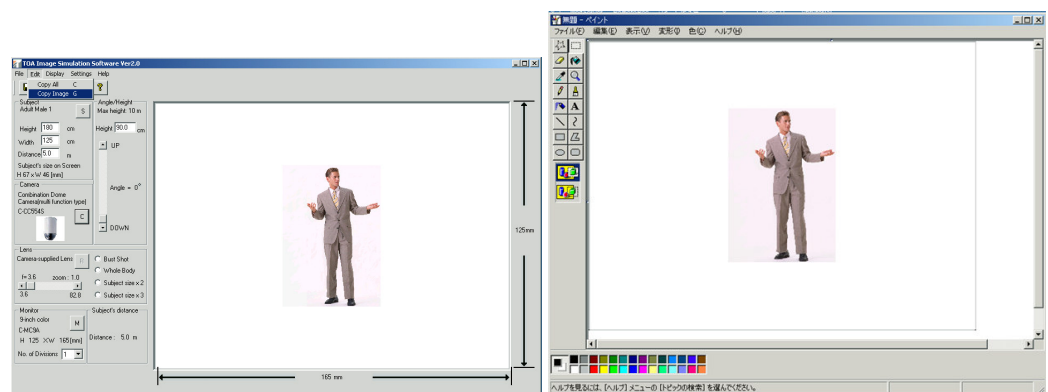 TOA Image Simulation Software Ver2.0
File Edit Display Settings Help
Copy All C
Copy Image G
Subject
Adult Male 1
S
Height 180 cm
Width 125 cm
Distance 5.0 m
Subject's size on Screen
H 67 x W 46 [mm]
Angle/Height
Max height: 10 m
Height 90.0 cm
UP
Angle = 0°
DOWN
Camera
Combination Dome
Camera(multi function type)
C-CC554S
C
Lens
Camera-supplied Lens
f= 3.6 zoom : 1.0
3.6 82.8
Bust Shot
Whole Body
Subject size x 2
Subject size x 3
Monitor
9-inch color
C-MC9A
M
H 125 XW 165[mm]
No. of Divisions 1
Subject's distance
Distance : 5.0 m
125mm
165 mm
無題 - ペイント
ファイル(F) 編集(E) 表示(V) 変形(I) 色(C) ヘルプ(H)
A
ヘルプを見るには、[ヘルプ] メニューの [トピックの検索] を選んでください。